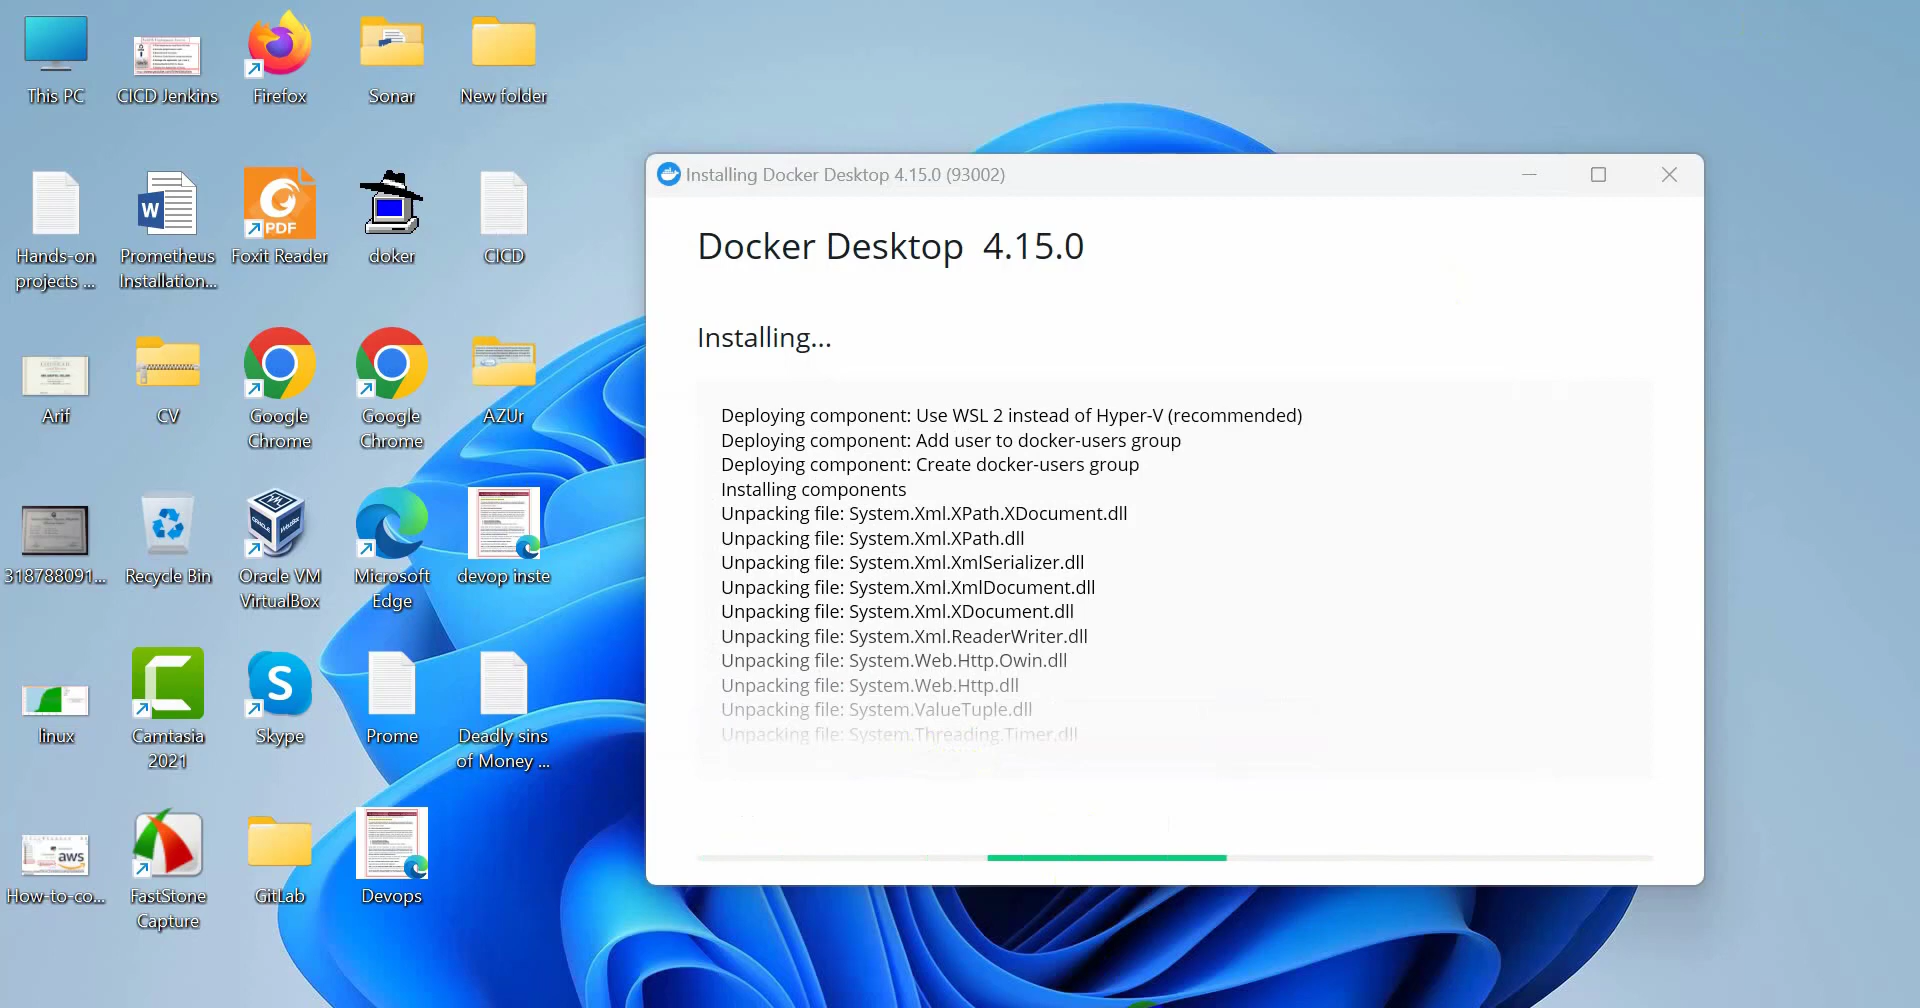 This PC
CICD Jenkins
Firefox
Sonar
New folder
Hands-on
projects ...
Prometheus
Installation...
Foxit Reader
PDF
doker
CICD
Arif
CV
Google
Chrome
Google
Chrome
AZUr
318788091...
Recycle Bin
Oracle VM
VirtualBox
Microsoft
Edge
devop inste
linux
Camtasia
2021
Skype
Prome
Deadly sins
of Money ...
aws
How-to-co...
FastStone
Capture
GitLab
Devops
Installing Docker Desktop 4.15.0 (93002)
Docker Desktop 4.15.0
Installing...
Deploying component: Use WSL 2 instead of Hyper-V (recommended)
Deploying component: Add user to docker-users group
Deploying component: Create docker-users group
Installing components
Unpacking file: System.Xml.XPath.XDocument.dll
Unpacking file: System.Xml.XPath.dll
Unpacking file: System.Xml.XmlSerializer.dll
Unpacking file: System.Xml.XmlDocument.dll
Unpacking file: System.Xml.XDocument.dll
Unpacking file: System.Xml.ReaderWriter.dll
Unpacking file: System.Web.Http.Owin.dll
Unpacking file: System.Web.Http.dll
Unpacking file: System.ValueTuple.dll
Unpacking file: System.Threading.Timer.dll